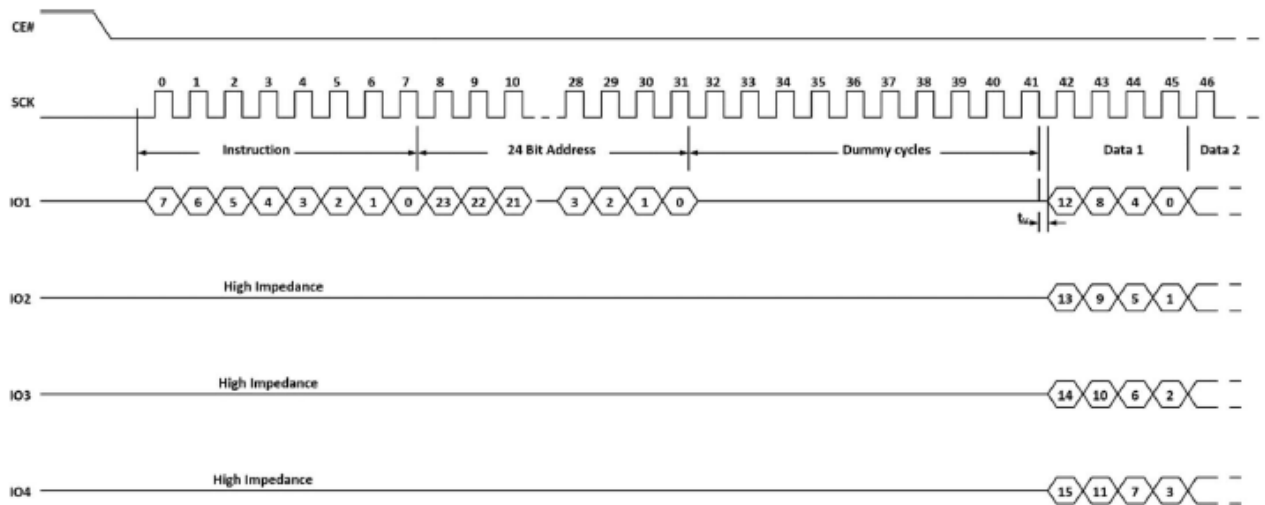 CE#
0 1 2 3 4 5 6 7 8 9 10 28 29 30 31 32 33 34 35 36 37 38 39 40 41 42 43 44 45 46
SCK
Instruction 24 Bit Address Dummy cycles Data 1 Data 2
IO1 7 6 5 4 3 2 1 0 23 22 21 3 2 1 0 12 8 4 0
tv
High Impedance
IO2 13 9 5 1
High Impedance
IO3 14 10 6 2
High Impedance
IO4 15 11 7 3